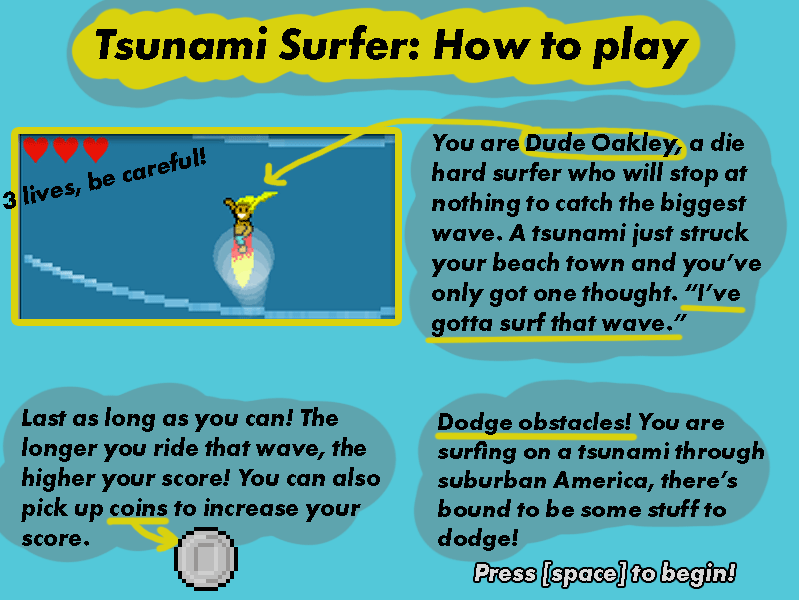 Tsunami Surfer: How to play
3 lives, be careful!
You are Dude Oakley, a die
hard surfer who will stop at
nothing to catch the biggest
wave. A tsunami just struck
your beach town and you've
only got one thought. "I've
gotta surf that wave."
Last as long as you can! The
longer you ride that wave, the
higher your score! You can also
pick up coins to increase your
score.
Dodge obstacles! You are
surfing on a tsunami through
suburban America, there's
bound to be some stuff to
dodge!
Press [space] to begin!